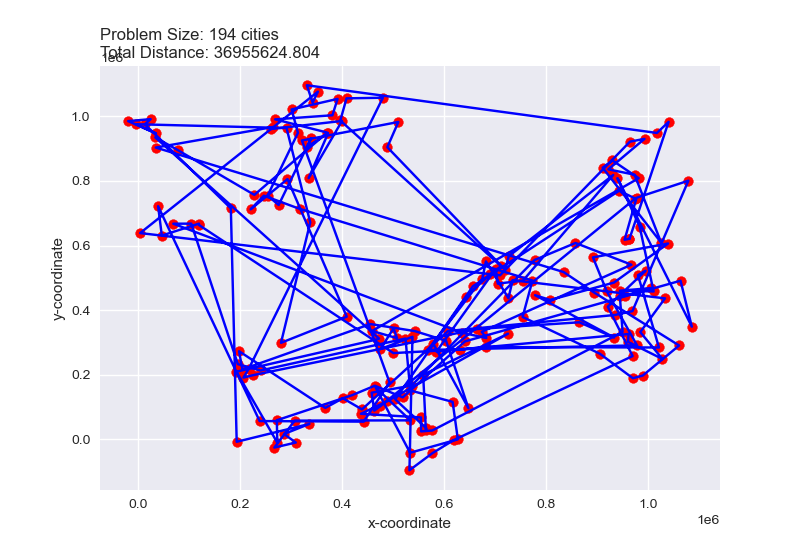 Problem Size: 194 cities
Total Distance: 36955624.804
1e6
1.0
0.8
0.6
0.4
0.2
0.0
y-coordinate
0.0 0.2 0.4 0.6 0.8 1.0
x-coordinate
1e6